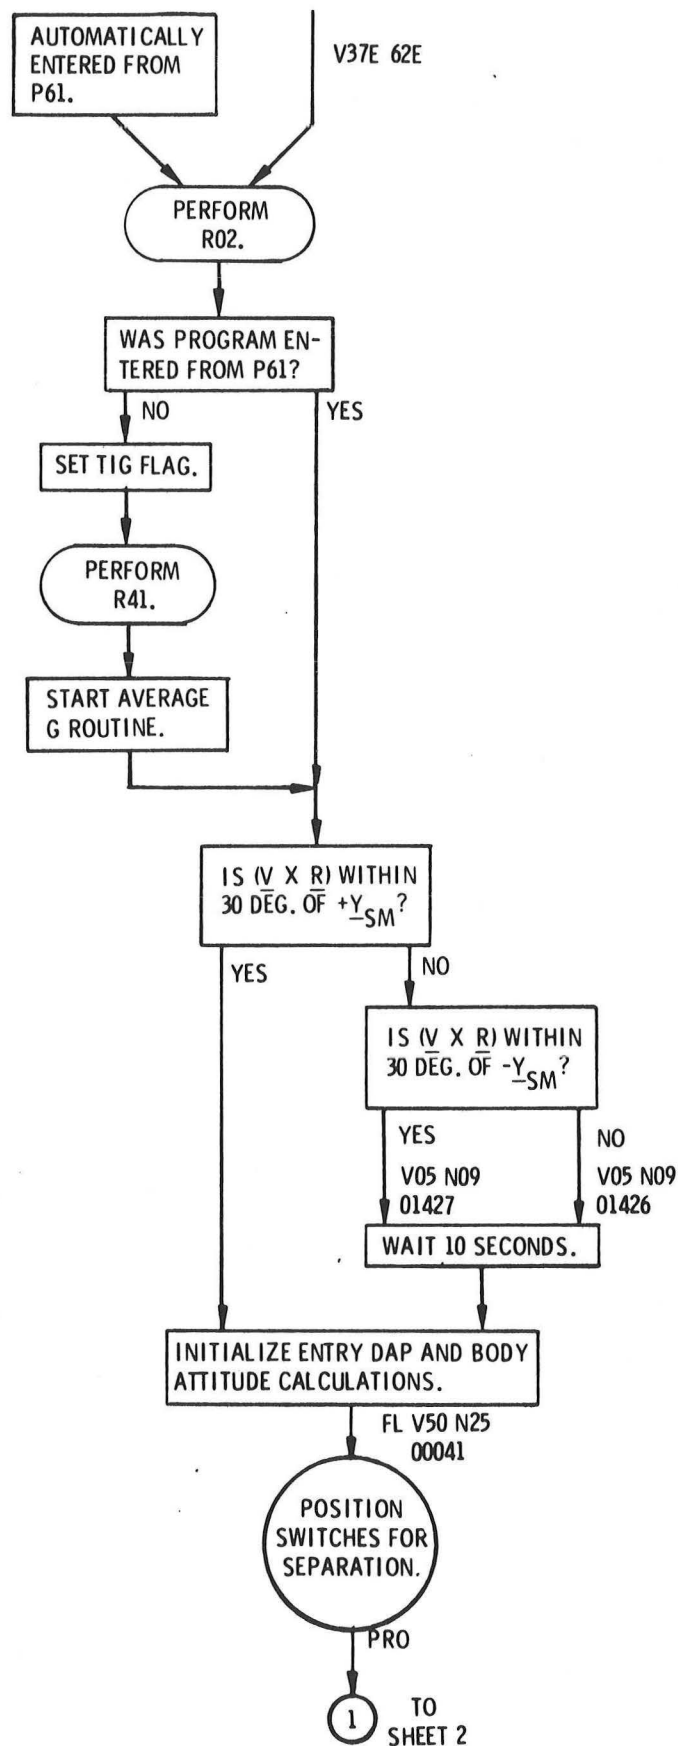 AUTOMATICALLY
ENTERED FROM
P61.
V37E 62E
PERFORM
R02.
WAS PROGRAM EN-
TERED FROM P61?
NO
YES
SET TIG FLAG.
PERFORM
R41.
START AVERAGE
G ROUTINE.
IS (V X R) WITHIN
30 DEG. OF +Y_SM?
YES
NO
IS (V X R) WITHIN
30 DEG. OF -Y_SM?
YES
NO
V05 N09
01427
V05 N09
01426
WAIT 10 SECONDS.
INITIALIZE ENTRY DAP AND BODY
ATTITUDE CALCULATIONS.
FL V50 N25
00041
POSITION
SWITCHES FOR
SEPARATION.
PRO
1
TO
SHEET 2